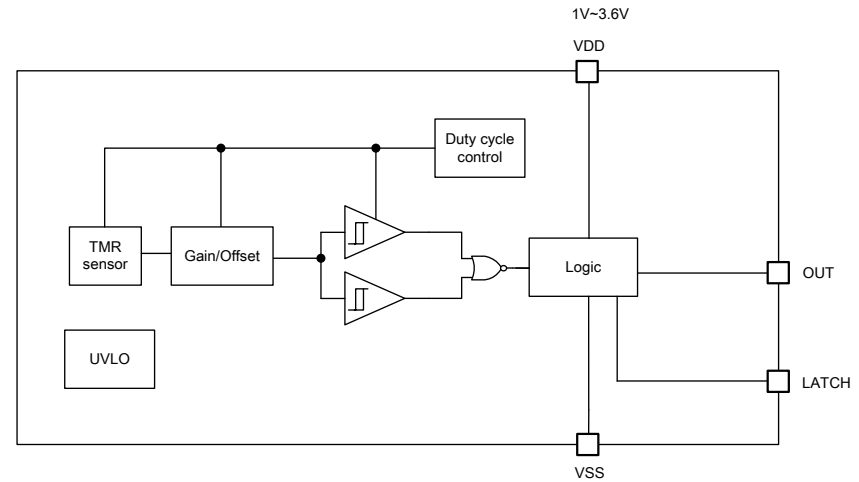 1V~3.6V
VDD
Duty cycle
control
TMR
sensor
Gain/Offset
Logic
OUT
UVLO
LATCH
VSS